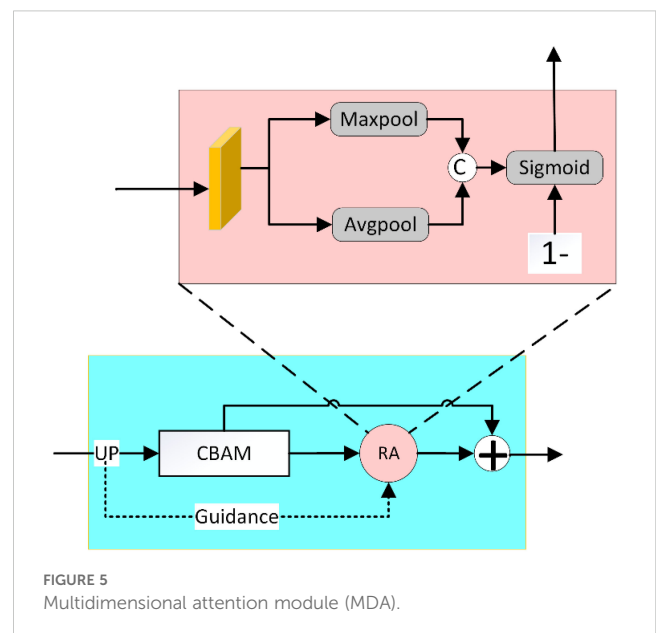 Maxpool
C
Sigmoid
Avgpool
1-
UP
CBAM
RA
+
Guidance
FIGURE 5
Multidimensional attention module (MDA).